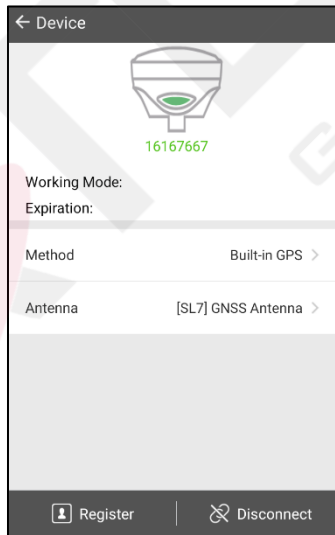 Device
16167667
Working Mode:
Expiration:
Method Built-in GPS
Antenna [SL7] GNSS Antenna
Register Disconnect